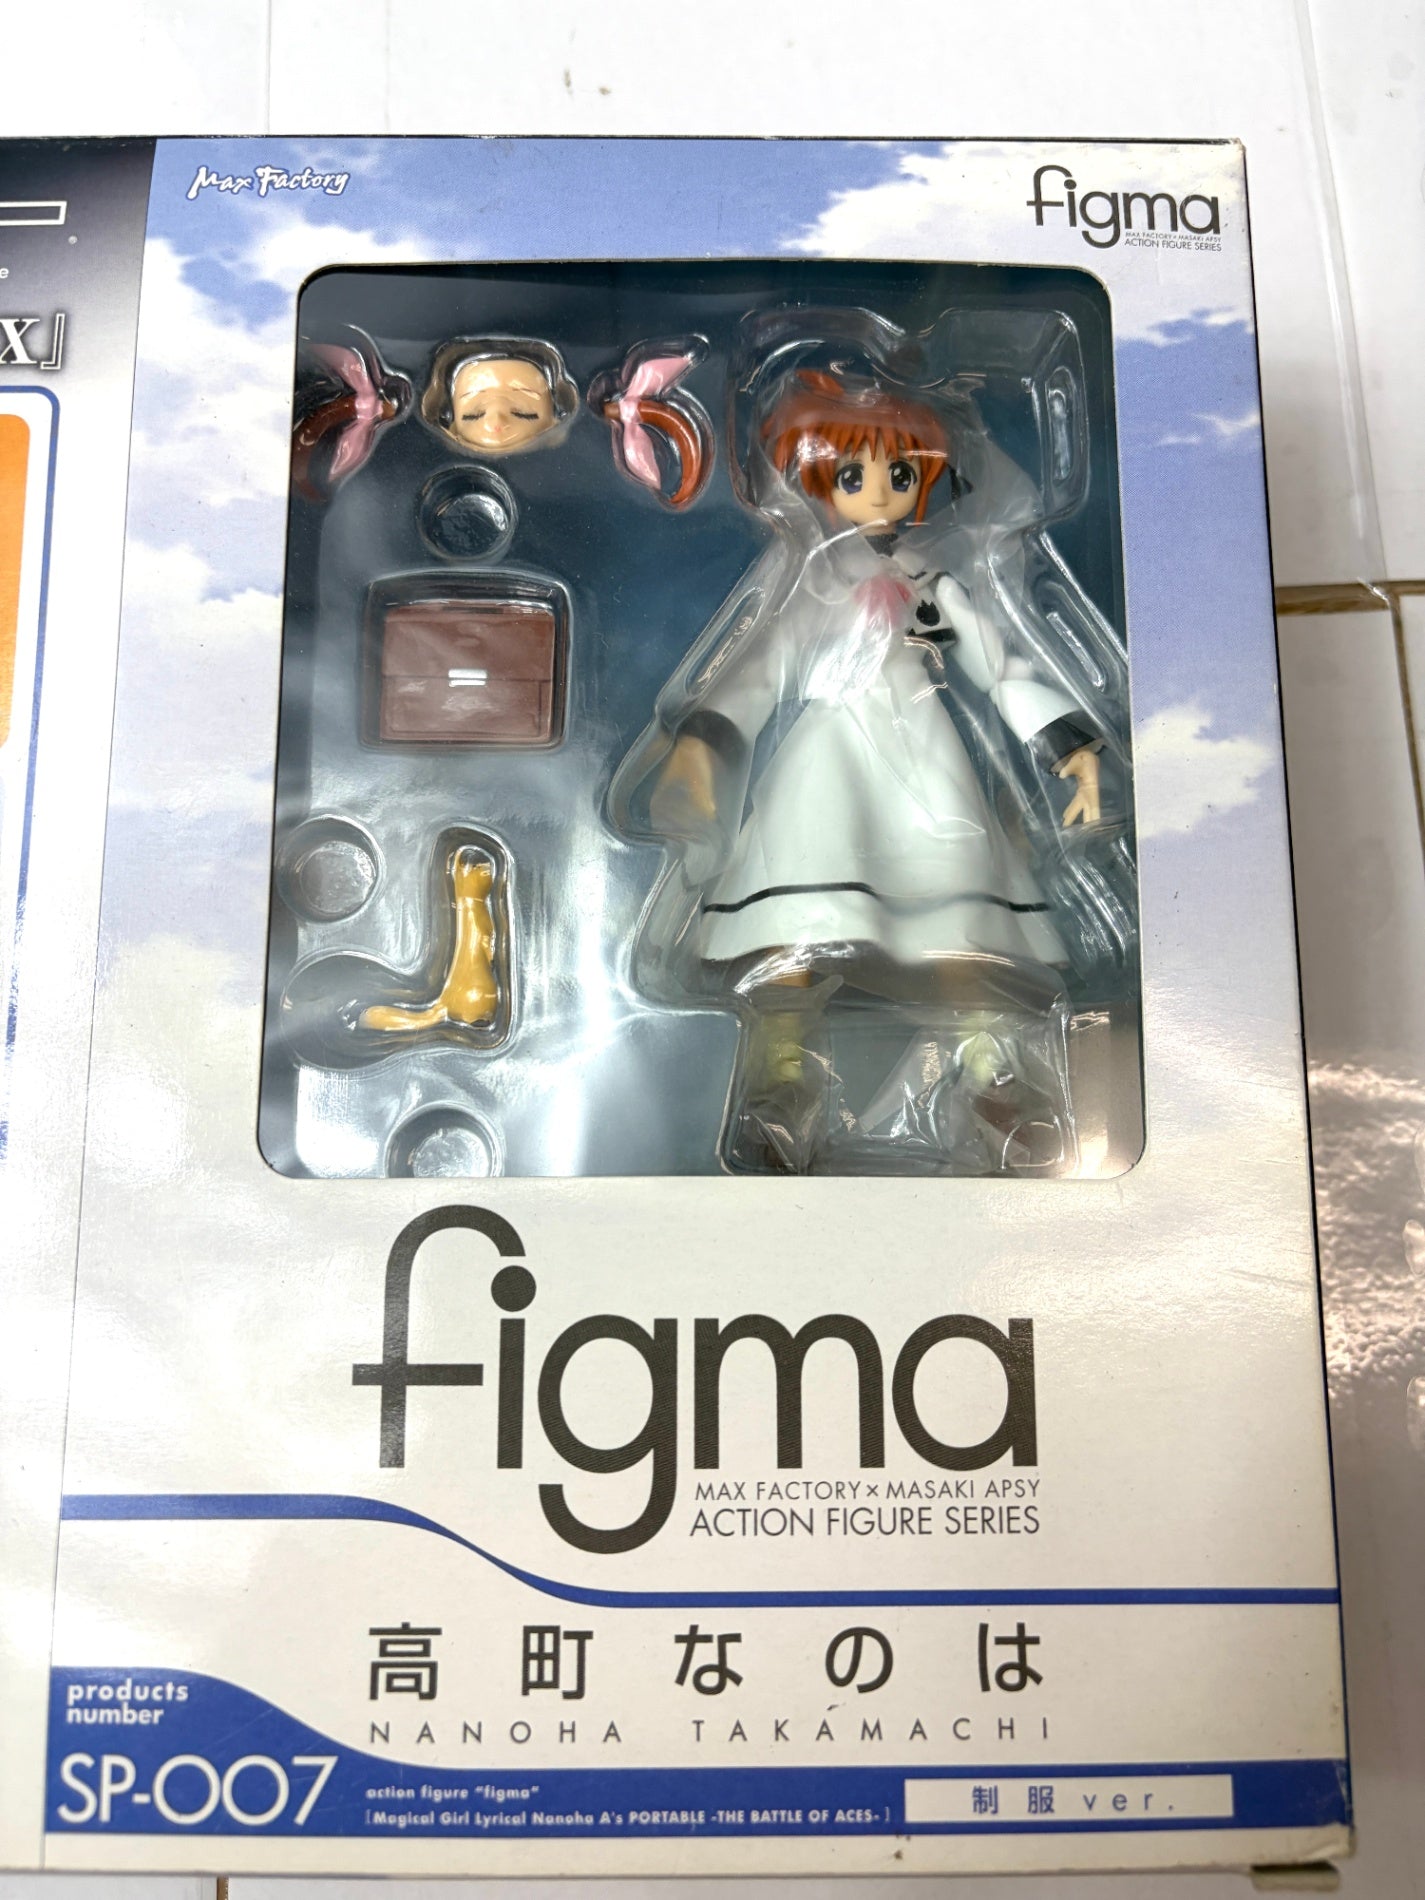 Max Factory
figma
MAX FACTORY×MASAKI APSY
ACTION FIGURE SERIES
e
X』
figma
MAX FACTORY×MASAKI APSY
ACTION FIGURE SERIES
高町なのは
NANOHA TAKAMACHI
products
number
SP-007
action figure "figma"
[Magical Girl Lyrical Nanoha A's PORTABLE -THE BATTLE OF ACES-]
制服 ver.